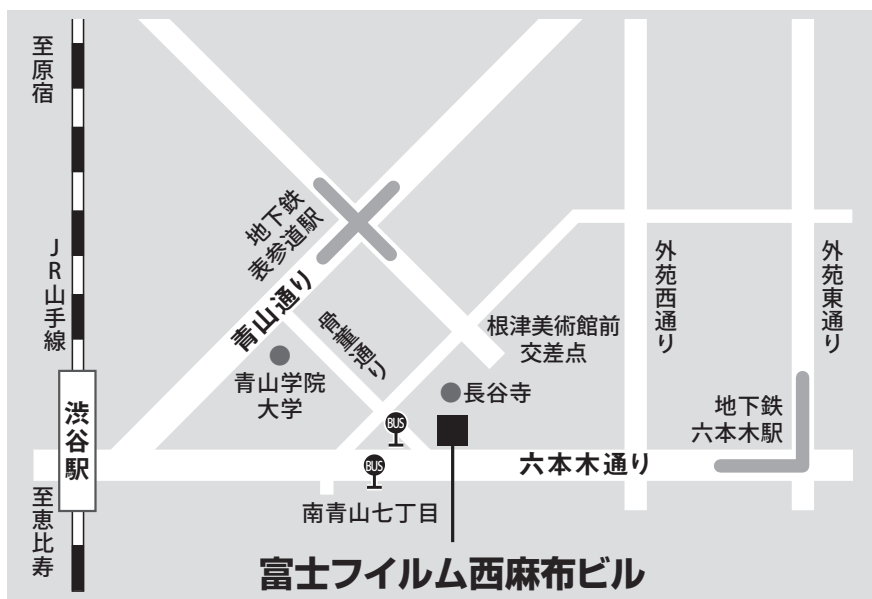 至原宿
JR山手線
渋谷駅
至恵比寿
地下鉄
表参道駅
青山通り
骨董通り
青山学院
大学
根津美術館前
交差点
長谷寺
外苑西通り
外苑東通り
地下鉄
六本木駅
BUS
BUS
六本木通り
南青山七丁目
富士フイルム西麻布ビル